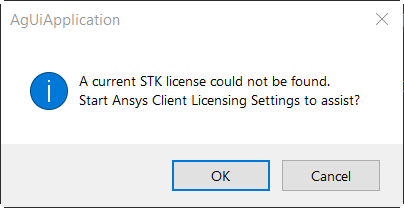 AgUiApplication
A current STK license could not be found.
Start Ansys Client Licensing Settings to assist?
OK
Cancel